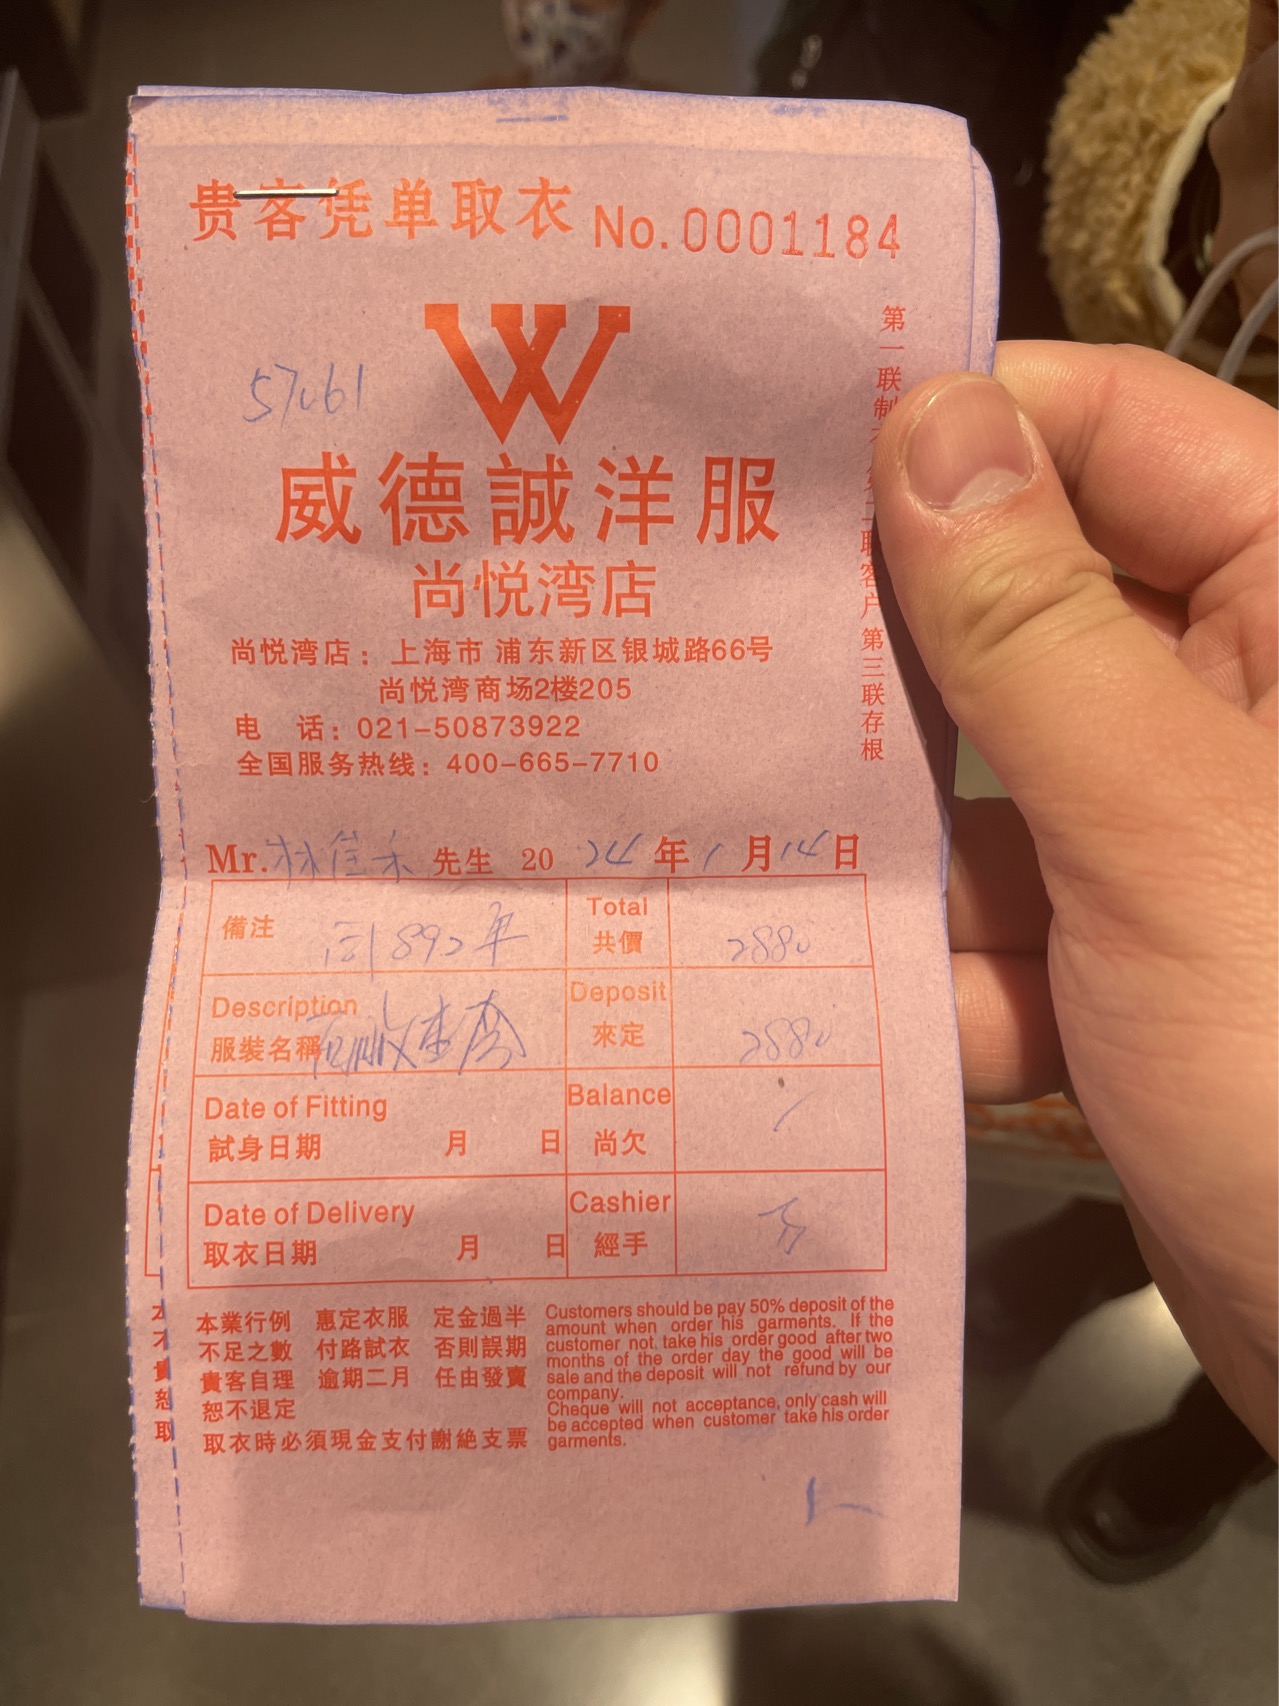 贵客凭单取衣 No.0001184
W
57061
威德誠洋服
尚悦湾店
尚悦湾店：上海市 浦东新区银城路66号
尚悦湾商场2楼205
电 话：021-50873922
全国服务热线：400-665-7710
第一联制
联客户 第三联存根
Mr.林佳禾 先生 2024年1月14日
備注
Total 共價 2880
Description 服裝名稱
Deposit 來定 2880
Date of Fitting 試身日期 月 日
Balance 尚欠 /
Date of Delivery 取衣日期 月 日
Cashier 經手
本業行例 惠定衣服 定金過半
不足之數 付路試衣 否則誤期
貴客自理 逾期二月 任由發賣
恕不退定
取衣時必須現金支付謝絶支票
Customers should be pay 50% deposit of the
amount when order his garments. If the
customer not, take his order good after two
months of the order day the good will be
sale and the deposit will not refund by our
company.
Cheque will not acceptance, only cash will
be accepted when customer take his order
garments.